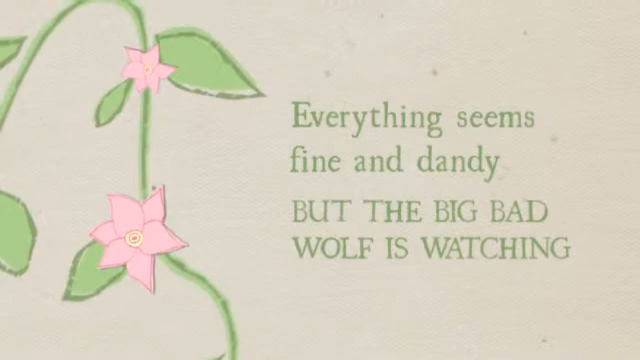 Everything seems
fine and dandy
BUT THE BIG BAD
WOLF IS WATCHING